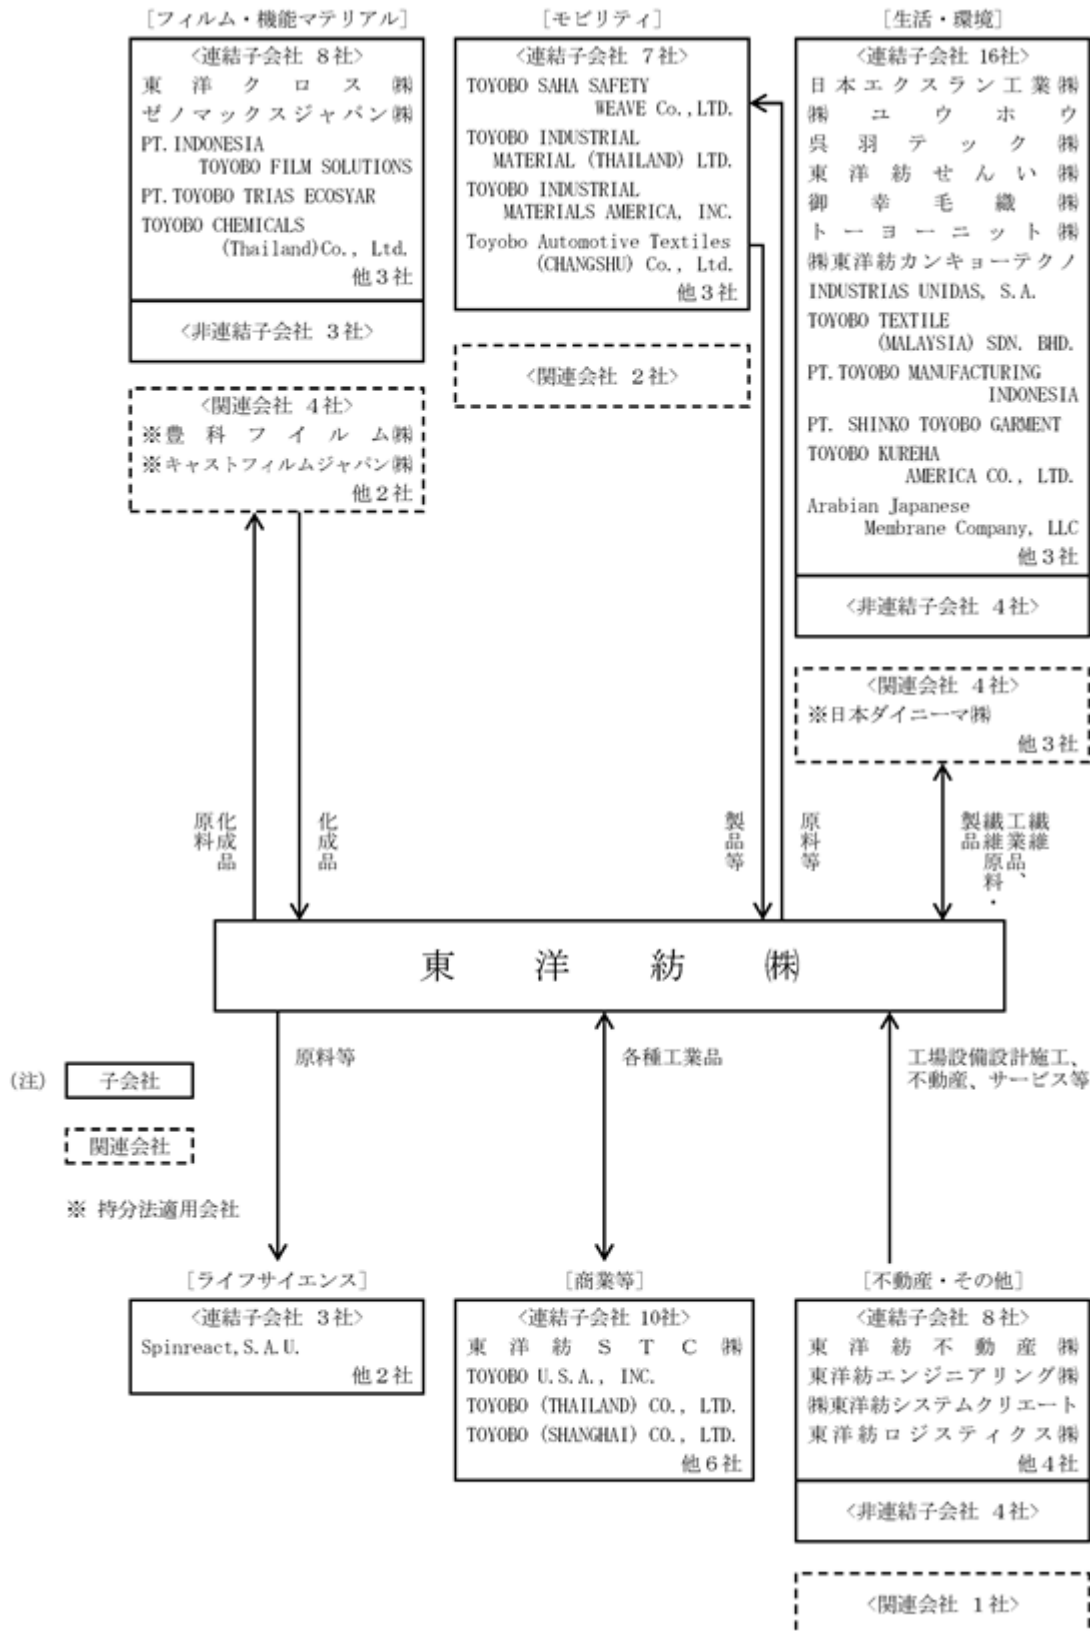 [フィルム・機能マテリアル]
<連結子会社 8社>
東洋クロス㈱
ゼノマックスジャパン㈱
PT.INDONESIA
TOYOBO FILM SOLUTIONS
PT.TOYOBO TRIAS ECOSYAR
TOYOBO CHEMICALS
(Thailand)Co., Ltd.
他3社
<非連結子会社 3社>
<関連会社 4社>
※豊科フイルム㈱
※キャストフィルムジャパン㈱
他2社
[モビリティ]
<連結子会社 7社>
TOYOBO SAHA SAFETY
WEAVE Co.,LTD.
TOYOBO INDUSTRIAL
MATERIAL (THAILAND) LTD.
TOYOBO INDUSTRIAL
MATERIALS AMERICA, INC.
Toyobo Automotive Textiles
(CHANGSHU) Co., Ltd.
他3社
<関連会社 2社>
[生活・環境]
<連結子会社 16社>
日本エクスラン工業㈱
㈱ユウホウ
呉羽テック㈱
東洋紡せんい㈱
御幸毛織㈱
トーヨーニット㈱
㈱東洋紡カンキョーテクノ
INDUSTRIAS UNIDAS, S.A.
TOYOBO TEXTILE
(MALAYSIA) SDN. BHD.
PT.TOYOBO MANUFACTURING
INDONESIA
PT. SHINKO TOYOBO GARMENT
TOYOBO KUREHA
AMERICA CO., LTD.
Arabian Japanese
Membrane Company, LLC
他3社
<非連結子会社 4社>
<関連会社 4社>
※日本ダイニーマ㈱
他3社
化成品
原料
化成品
製品等
原料等
繊維
工業品、
繊維原料・
製品
東洋紡㈱
原料等
各種工業品
工場設備設計施工、
不動産、サービス等
(注) 子会社
関連会社
※ 持分法適用会社
[ライフサイエンス]
<連結子会社 3社>
Spinreact,S.A.U.
他2社
[商業等]
<連結子会社 10社>
東洋紡STC㈱
TOYOBO U.S.A., INC.
TOYOBO (THAILAND) CO., LTD.
TOYOBO (SHANGHAI) CO., LTD.
他6社
[不動産・その他]
<連結子会社 8社>
東洋紡不動産㈱
東洋紡エンジニアリング㈱
㈱東洋紡システムクリエート
東洋紡ロジスティクス㈱
他4社
<非連結子会社 4社>
<関連会社 1社>